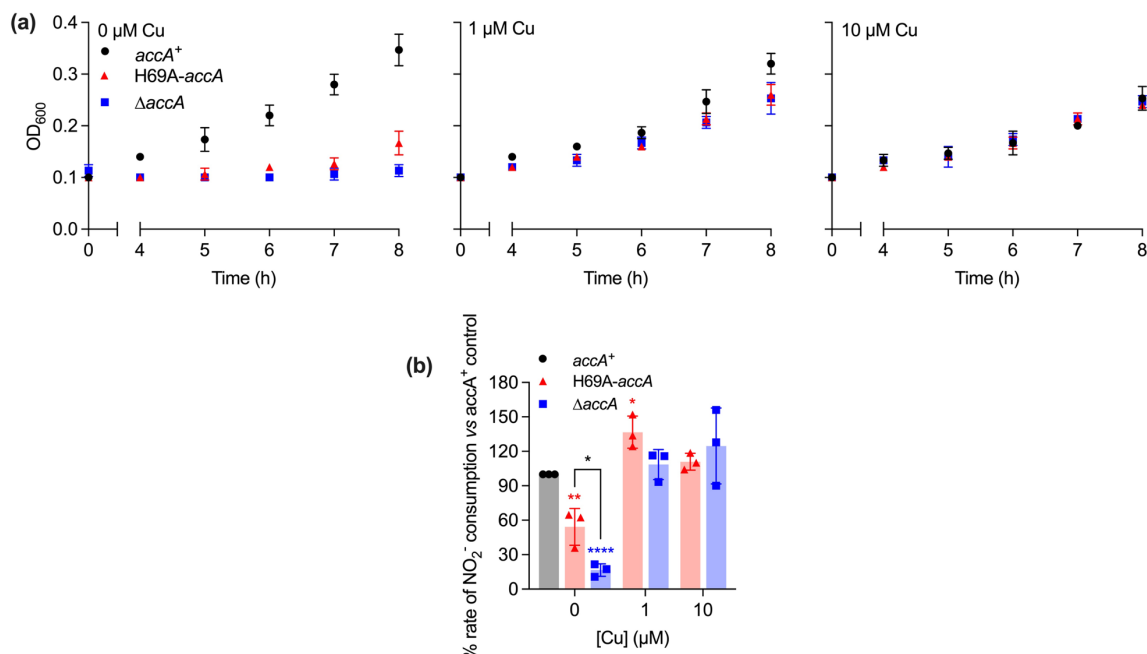 (a)
0 µM Cu
accA+
H69A-accA
ΔaccA
OD600
0.4
0.3
0.2
0.1
0.0
0 4 5 6 7 8
Time (h)
1 µM Cu
0 4 5 6 7 8
Time (h)
10 µM Cu
0 4 5 6 7 8
Time (h)
(b)
accA+
H69A-accA
ΔaccA
% rate of NO2- consumption vs accA+ control
180
150
120
90
60
30
0
*
*
**
****
0 1 10
[Cu] (µM)